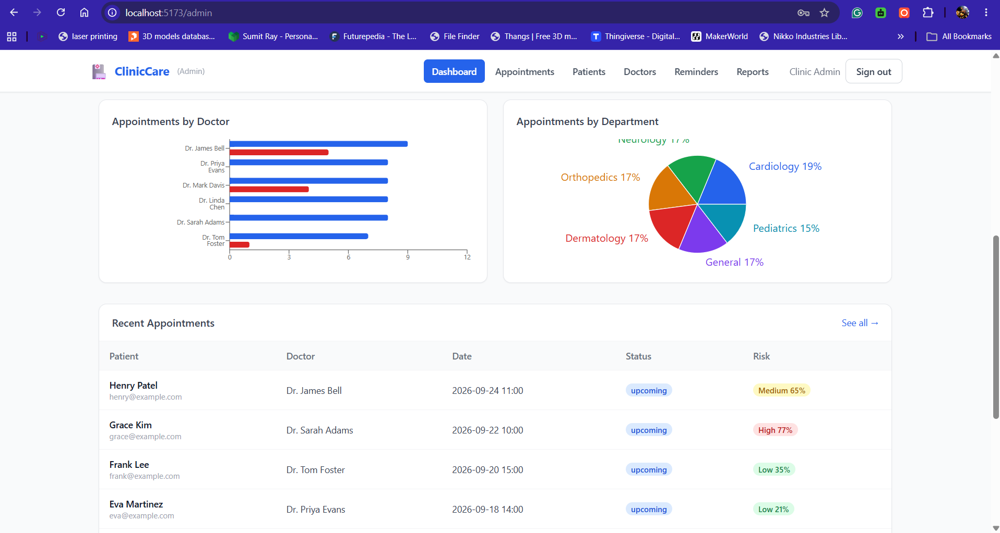 localhost:5173/admin
laser printing
3D models databas...
Sumit Ray - Persona...
Futurepedia - The L...
File Finder
Thangs | Free 3D m...
Thingiverse - Digital...
MakerWorld
Nikko Industries Lib...
All Bookmarks
ClinicCare (Admin)
Dashboard
Appointments
Patients
Doctors
Reminders
Reports
Clinic Admin
Sign out
Appointments by Doctor
Dr. James Bell
Dr. Priya
Evans
Dr. Mark Davis
Dr. Linda
Chen
Dr. Sarah Adams
Dr. Tom
Foster
0 3 6 9 12
Appointments by Department
Neurology 17%
Cardiology 19%
Orthopedics 17%
Pediatrics 15%
Dermatology 17%
General 17%
Recent Appointments
See all →
Patient Doctor Date Status Risk
Henry Patel
henry@example.com
Dr. James Bell
2026-09-24 11:00
upcoming
Medium 65%
Grace Kim
grace@example.com
Dr. Sarah Adams
2026-09-22 10:00
upcoming
High 77%
Frank Lee
frank@example.com
Dr. Tom Foster
2026-09-20 15:00
upcoming
Low 35%
Eva Martinez
eva@example.com
Dr. Priya Evans
2026-09-18 14:00
upcoming
Low 21%